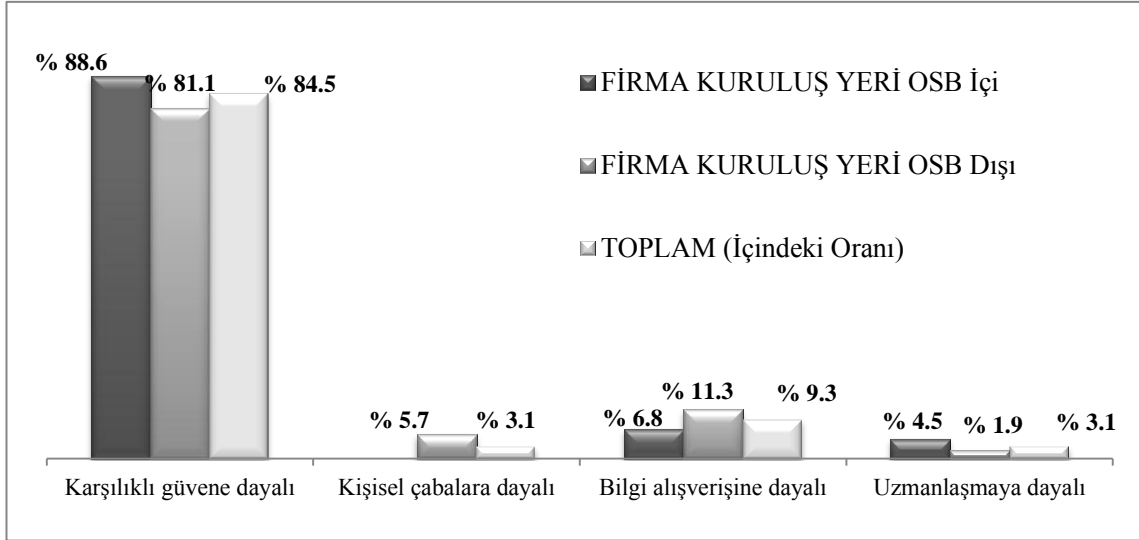 % 88.6
% 81.1
% 84.5
FİRMA KURULUŞ YERİ OSB İçi
FİRMA KURULUŞ YERİ OSB Dışı
TOPLAM (İçindeki Oranı)
% 5.7
% 3.1
% 6.8
% 11.3
% 9.3
% 4.5
% 1.9
% 3.1
Karşılıklı güvene dayalı
Kişisel çabalara dayalı
Bilgi alışverişine dayalı
Uzmanlaşmaya dayalı